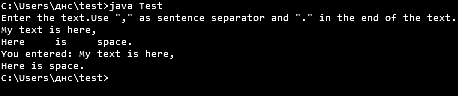 C:\Users\днс\test>java Test
Enter the text.Use "," as sentence separator and "." in the end of the text.
My text is here,
Here    is    space.
You entered: My text is here,
Here is space.
C:\Users\днс\test>